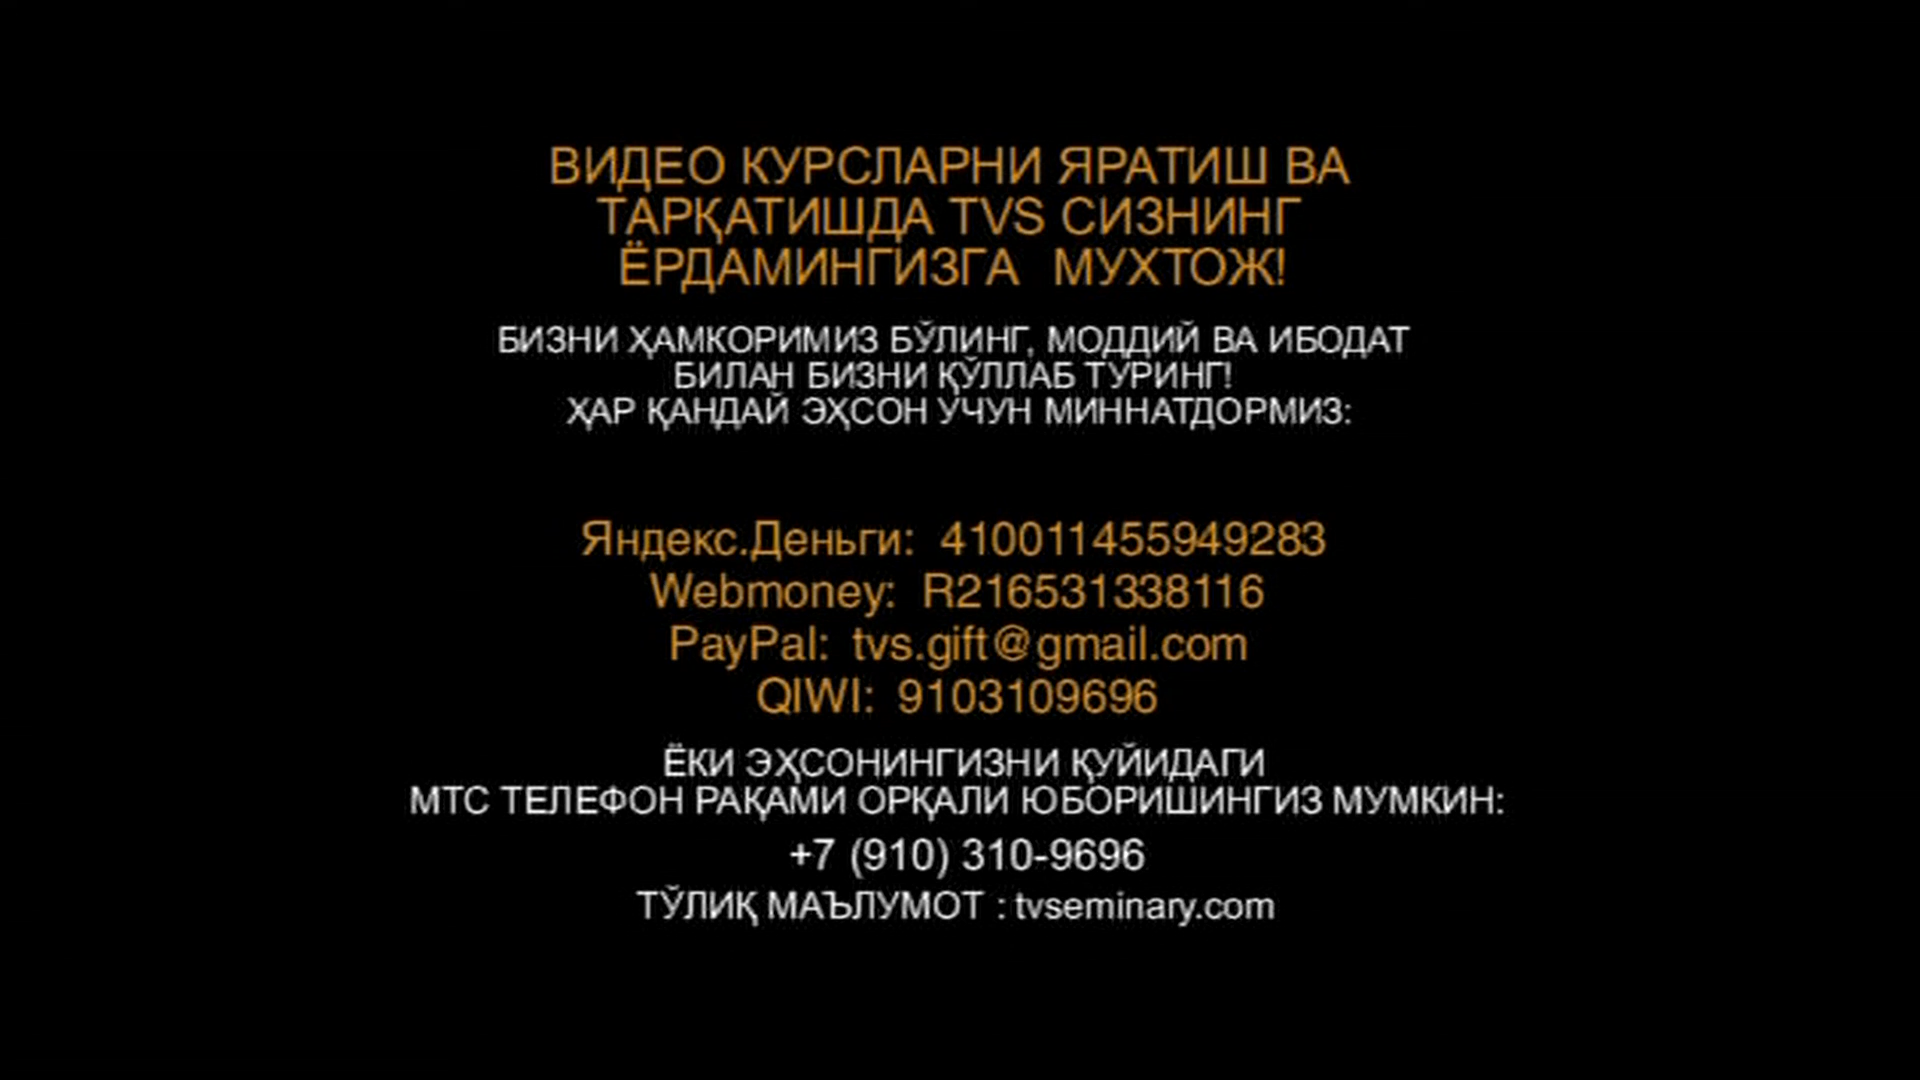 ВИДЕО КУРСЛАРНИ ЯРАТИШ ВА
ТАРҚАТИШДА TVS СИЗНИНГ
ЁРДАМИНГИЗГА МУХТОЖ!
БИЗНИ ҲАМКОРИМИЗ БЎЛИНГ, МОДДИЙ ВА ИБОДАТ
БИЛАН БИЗНИ ҚЎЛЛАБ ТУРИНГ!
ҲАР ҚАНДАЙ ЭҲСОН УЧУН МИННАТДОРМИЗ:
Яндекс.Деньги: 410011455949283
Webmoney: R216531338116
PayPal: tvs.gift@gmail.com
QIWI: 9103109696
ЁКИ ЭҲСОНИНГИЗНИ ҚУЙИДАГИ
МТС ТЕЛЕФОН РАҚАМИ ОРҚАЛИ ЮБОРИШИНГИЗ МУМКИН:
+7 (910) 310-9696
ТЎЛИҚ МАЪЛУМОТ : tvseminary.com